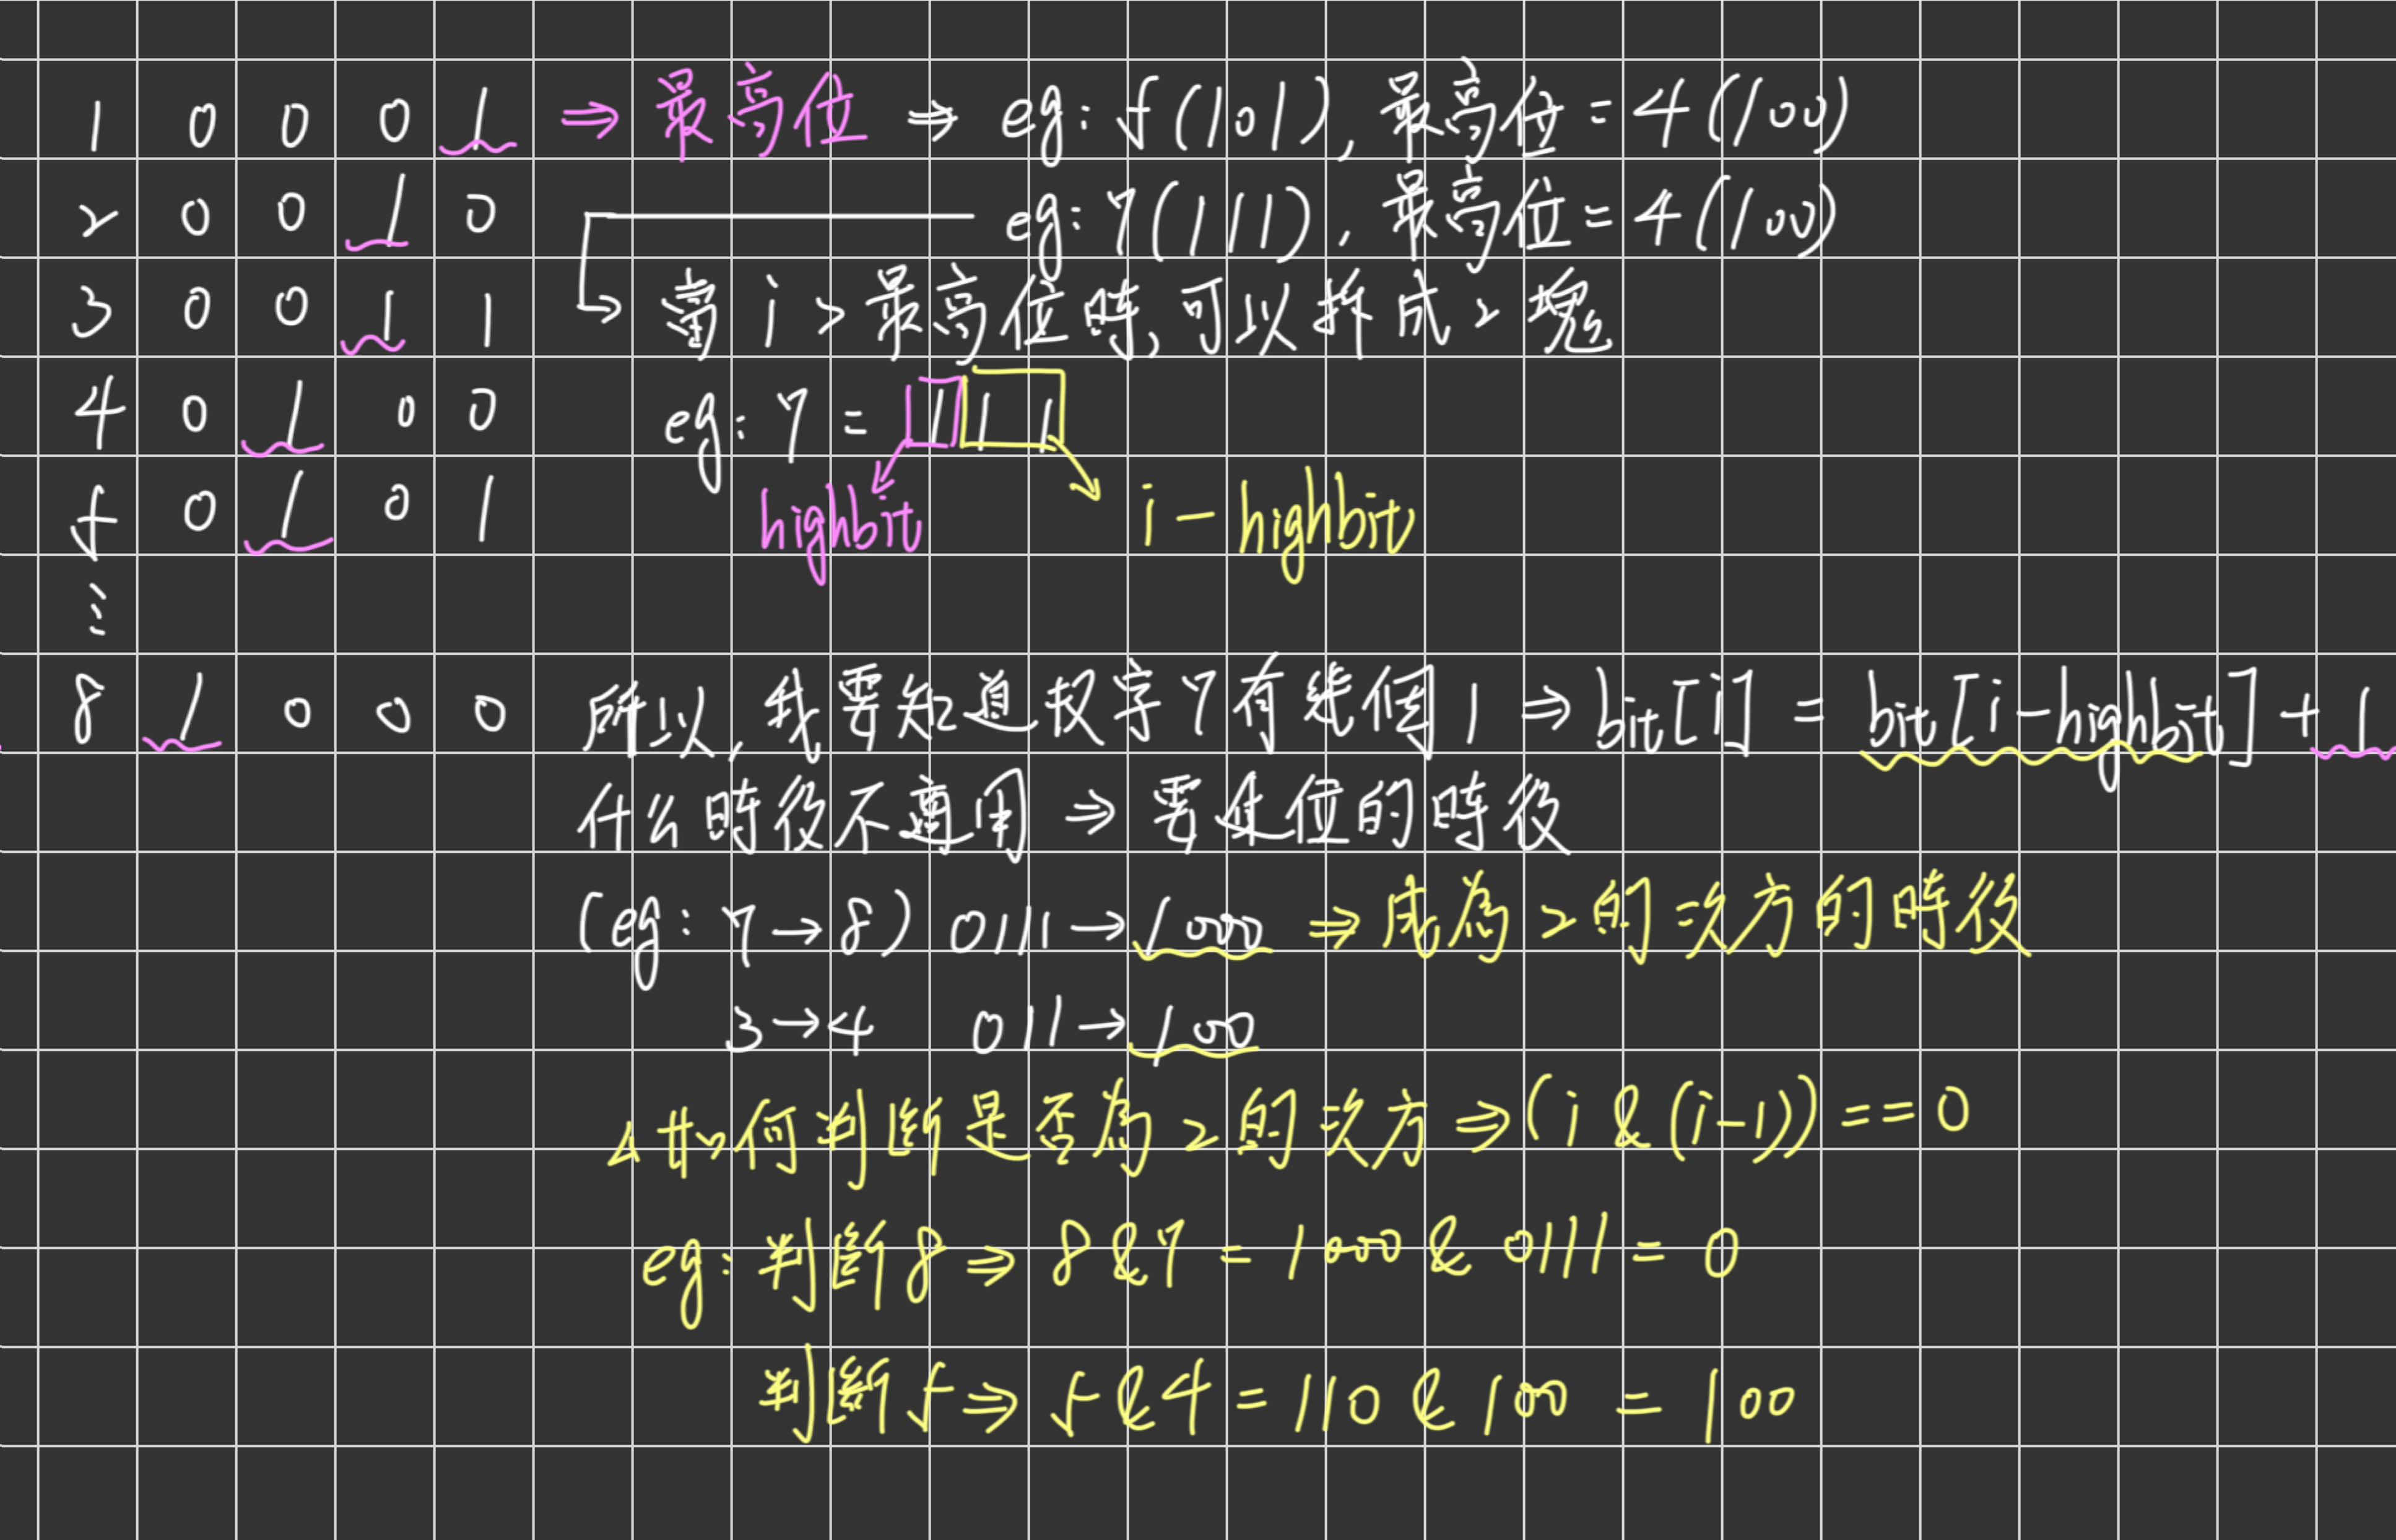 1 0 0 0 1 ⇒ 最高位 ⇒ eg: 5(101), 最高位 = 4(100)
2 0 0 1 0 eg: 7(111), 最高位 = 4(100)
3 0 0 1 1 ↳ 當 i > 最高位時, 可以拆成 2 塊
4 0 1 0 0 eg: 7 = 1 1 1
5 0 1 0 1 highbit i - highbit
⋮
8 1 0 0 0 所以, 我要知道数字 7 有幾個 1 ⇒ bit[i] = bit[i-highbit] + 1
什么時後不適用 ⇒ 要進位的時後
(eg: 7 → 8) 0111 → 1000 ⇒ 成為 2 的次方的時後
3 → 4 011 → 100
△ 如何判斷是否為 2 的次方 ⇒ (i & (i-1)) == 0
eg: 判斷 8 ⇒ 8 & 7 = 1000 & 0111 = 0
判斷 5 ⇒ 5 & 4 = 110 & 100 = 100